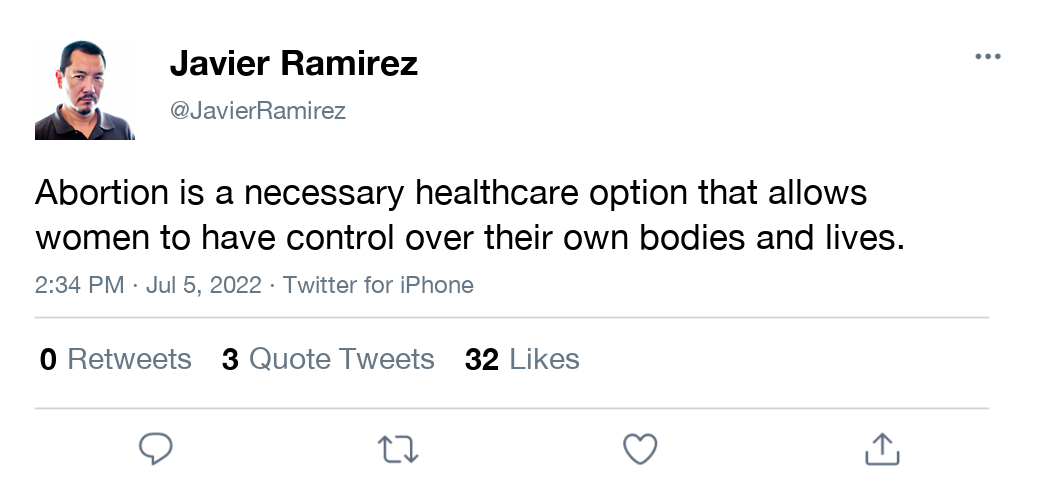 Javier Ramirez
@JavierRamirez
Abortion is a necessary healthcare option that allows
women to have control over their own bodies and lives.
2:34 PM · Jul 5, 2022 · Twitter for iPhone
0 Retweets 3 Quote Tweets 32 Likes